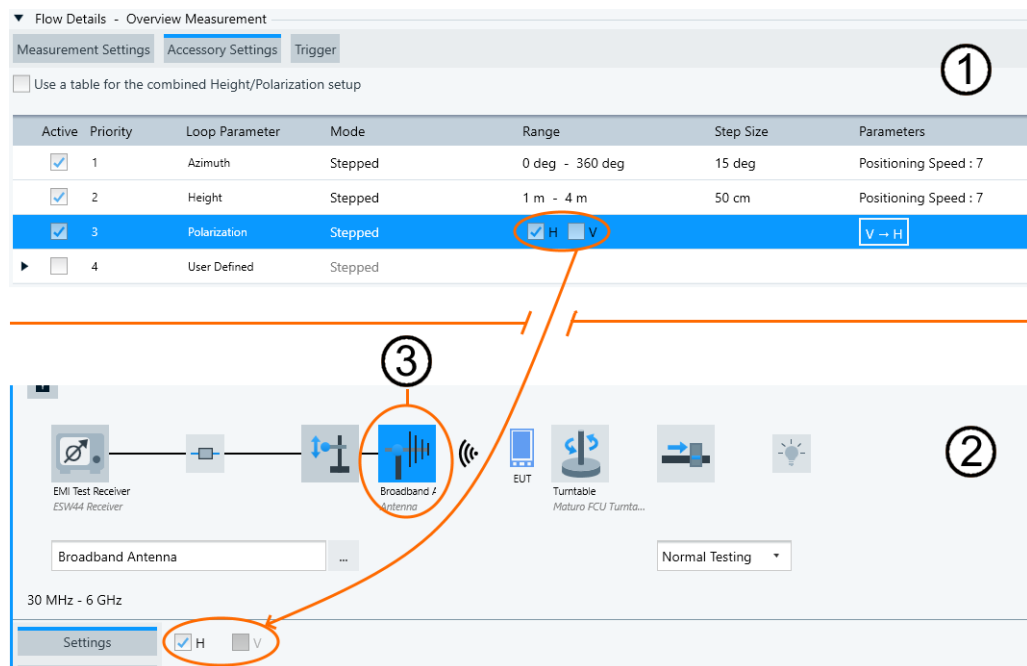 Flow Details - Overview Measurement
Measurement Settings Accessory Settings Trigger
1
Use a table for the combined Height/Polarization setup
Active Priority Loop Parameter Mode Range Step Size Parameters
1 Azimuth Stepped 0 deg - 360 deg 15 deg Positioning Speed : 7
2 Height Stepped 1 m - 4 m 50 cm Positioning Speed : 7
3 Polarization Stepped H V V → H
4 User Defined Stepped
3
2
EMI Test Receiver Broadband A EUT Turntable
ESW44 Receiver Antenna Maturo FCU Turnta...
Broadband Antenna ... Normal Testing
30 MHz - 6 GHz
Settings H V